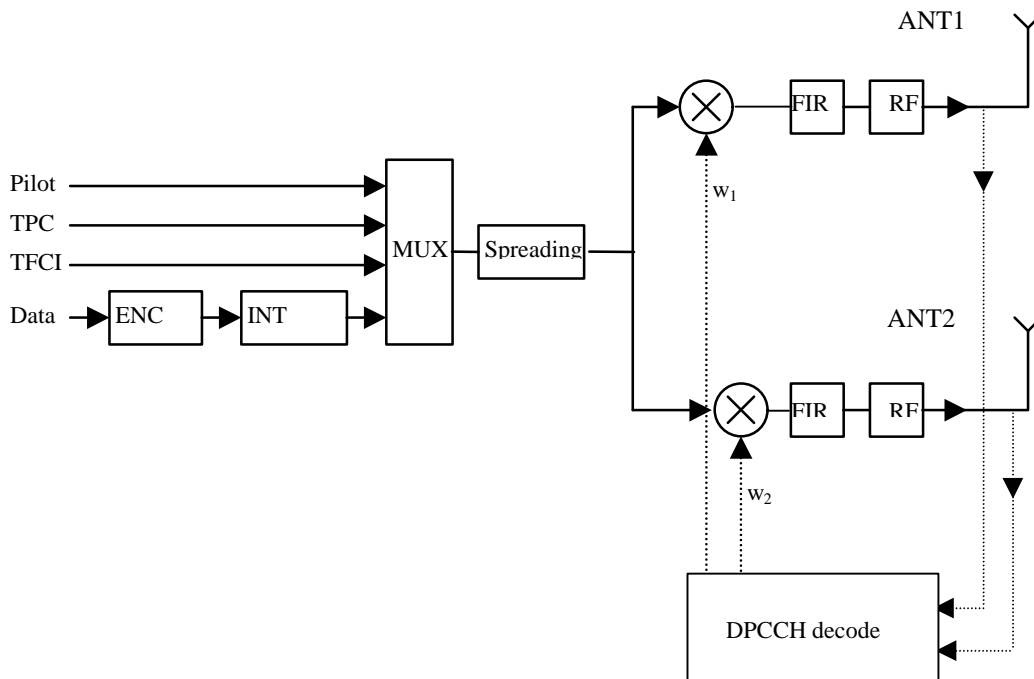 ANT1
FIR
RF
Pilot
w1
TPC
MUX
Spreading
TFCI
Data
ENC
INT
ANT2
FIR
RF
w2
DPCCH decode